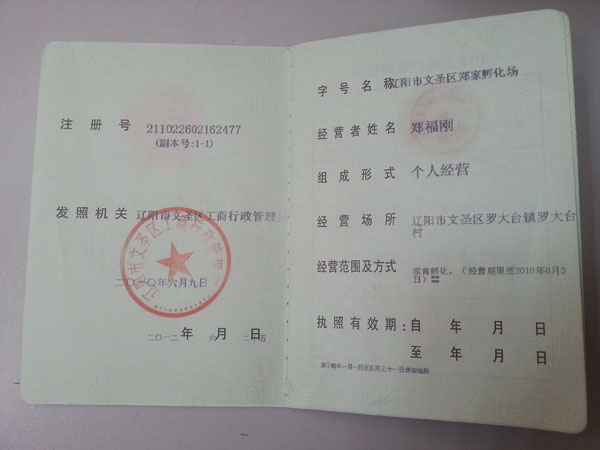 注册号 211022602162477
(副本号:1-1)
发照机关 辽阳市文圣区工商行政管理
二〇一〇年六月九日
二〇一二 年 六 月 二十五 日
字号名称 辽阳市文圣区郑家孵化场
经营者姓名 郑福刚
组成形式 个人经营
经营场所 辽阳市文圣区罗大台镇罗大台
村
经营范围及方式 家禽孵化。(经营期限至2010年8月3
日)
执照有效期: 自 年 月 日
至 年 月 日